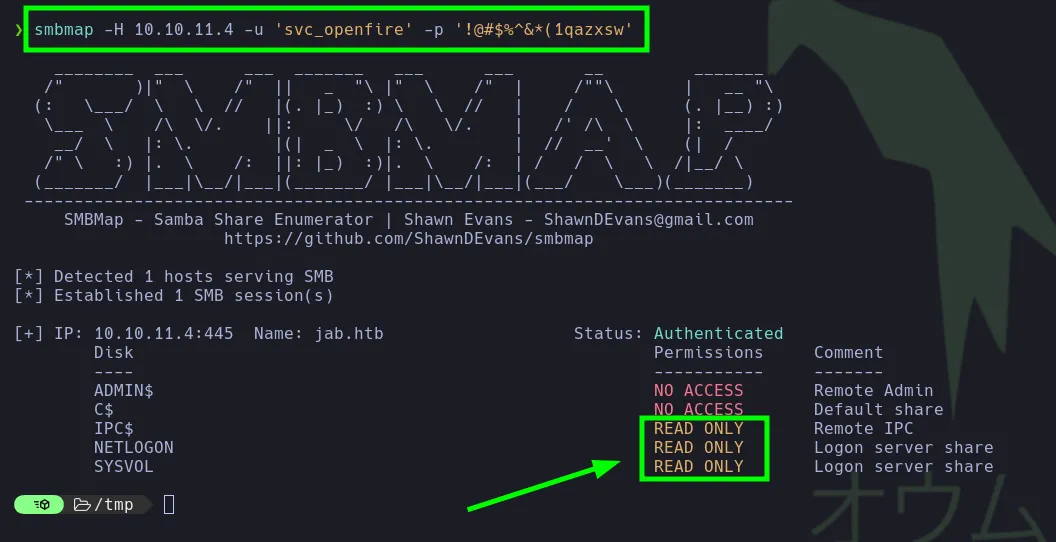 ❯ smbmap -H 10.10.11.4 -u 'svc_openfire' -p '!@#$%^&*(1qazxsw'
SMBMap - Samba Share Enumerator | Shawn Evans - ShawnDEvans@gmail.com
https://github.com/ShawnDEvans/smbmap
[*] Detected 1 hosts serving SMB
[*] Established 1 SMB session(s)
[+] IP: 10.10.11.4:445 Name: jab.htb Status: Authenticated
Disk Permissions Comment
---- ----------- -------
ADMIN$ NO ACCESS Remote Admin
C$ NO ACCESS Default share
IPC$ READ ONLY Remote IPC
NETLOGON READ ONLY Logon server share
SYSVOL READ ONLY Logon server share
/tmp
オウム